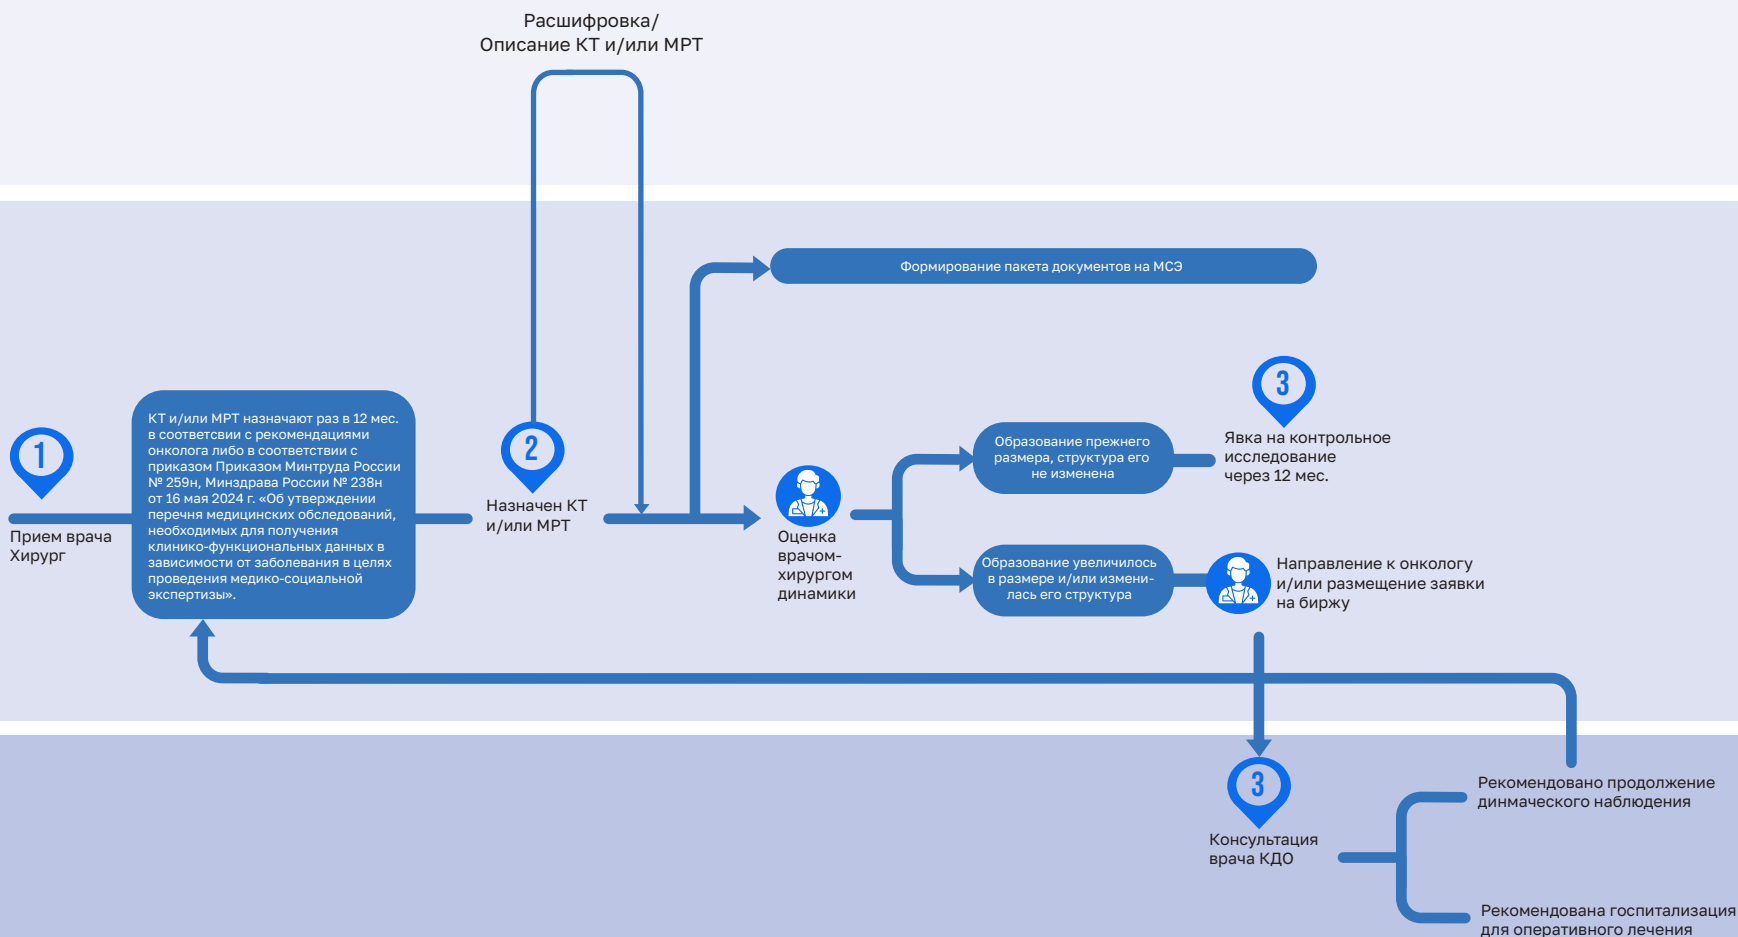 Расшифровка/
Описание КТ и/или МРТ
Формирование пакета документов на МСЭ
1
Прием врача
Хирург
КТ и/или МРТ назначают раз в 12 мес.
в соответсвии с рекомендациями
онколога либо в соответствии с
приказом Приказом Минтруда России
№ 259н, Минздрава России № 238н
от 16 мая 2024 г. «Об утверждении
перечня медицинских обследований,
необходимых для получения
клинико-функциональных данных в
зависимости от заболевания в целях
проведения медико-социальной
экспертизы».
2
Назначен КТ
и/или МРТ
Оценка
врачом-
хирургом
динамики
Образование прежнего
размера, структура его
не изменена
3
Явка на контрольное
исследование
через 12 мес.
Образование увеличилось
в размере и/или измени-
лась его структура
Направление к онкологу
и/или размещение заявки
на биржу
3
Консультация
врача КДО
Рекомендовано продолжение
динмаческого наблюдения
Рекомендована госпитализация
для оперативного лечения